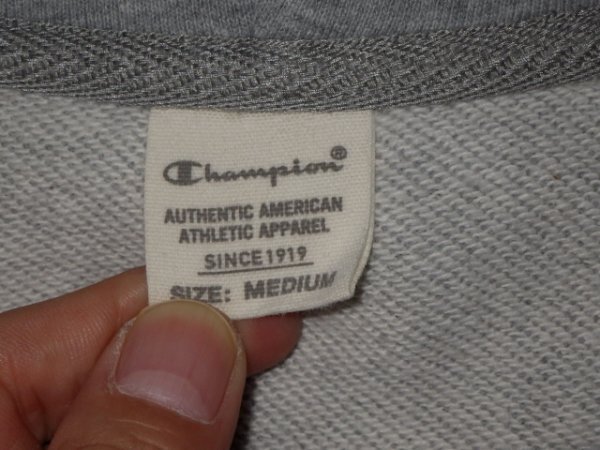 Champion®
AUTHENTIC AMERICAN
ATHLETIC APPAREL
SINCE 1919
SIZE: MEDIUM